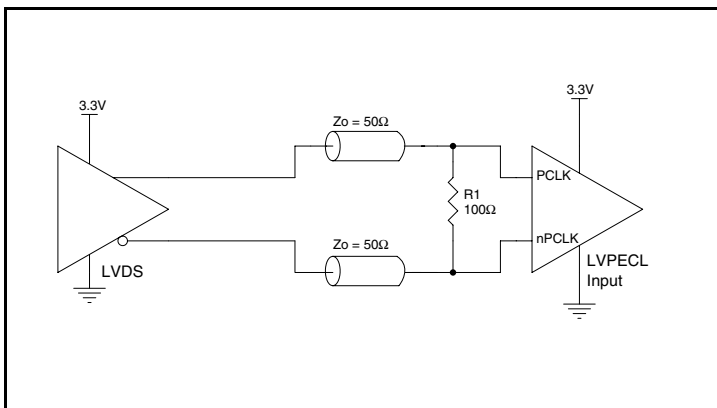 3.3V
3.3V
Zo = 50Ω
PCLK
R1
100Ω
nPCLK
Zo = 50Ω
LVDS
LVPECL
Input